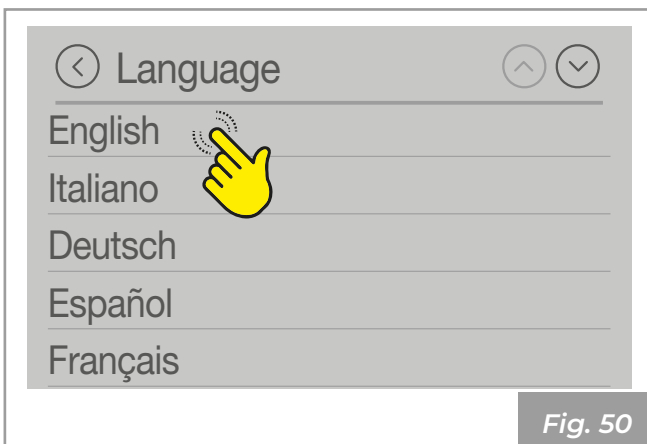 Language
English
Italiano
Deutsch
Español
Français
Fig. 50